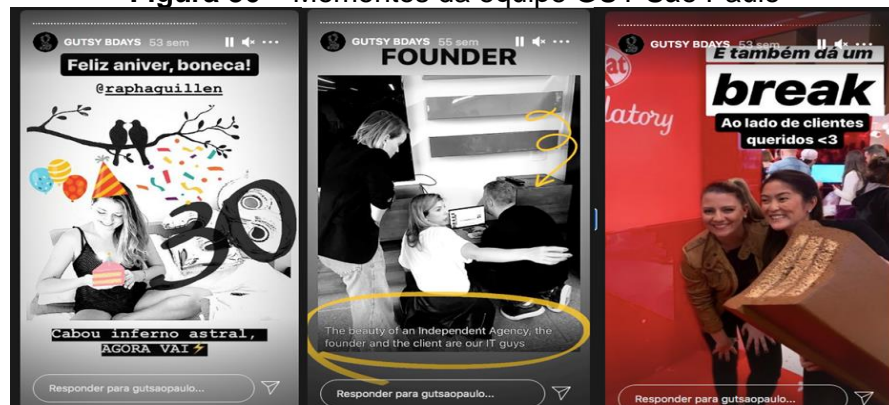 Figura – Momentos da equipe GUT São Paulo
GUTSY BDAYS 53 sem
Feliz aniver, boneca!
@raphaquillen
30
Cabou inferno astral,
AGORA VAI⚡
Responder para gutsaopaulo...
GUTSY BDAYS 55 sem
FOUNDER
The beauty of an Independent Agency, the
founder and the client are our IT guys
Responder para gutsaopaulo...
GUTSY BDAYS 53 sem
E também dá um
break
Ao lado de clientes
queridos <3
at
latory
Responder para gutsaopaulo...